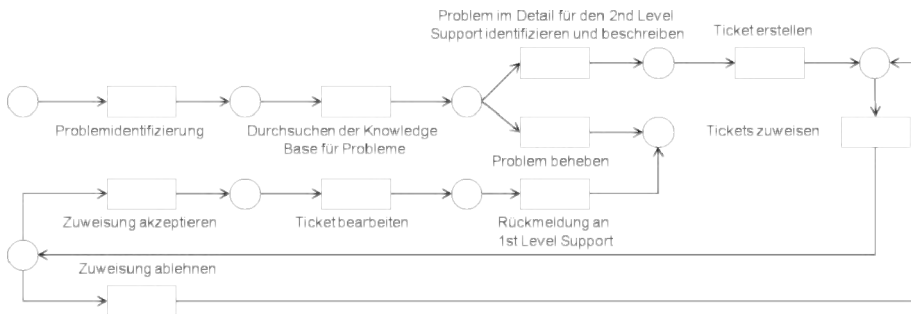 Problem im Detail für den 2nd Level
Support identifizieren und beschreiben
Ticket erstellen
Problemidentifizierung
Durchsuchen der Knowledge
Base für Probleme
Problem beheben
Tickets zuweisen
Zuweisung akzeptieren
Ticket bearbeiten
Rückmeldung an
1st Level Support
Zuweisung ablehnen